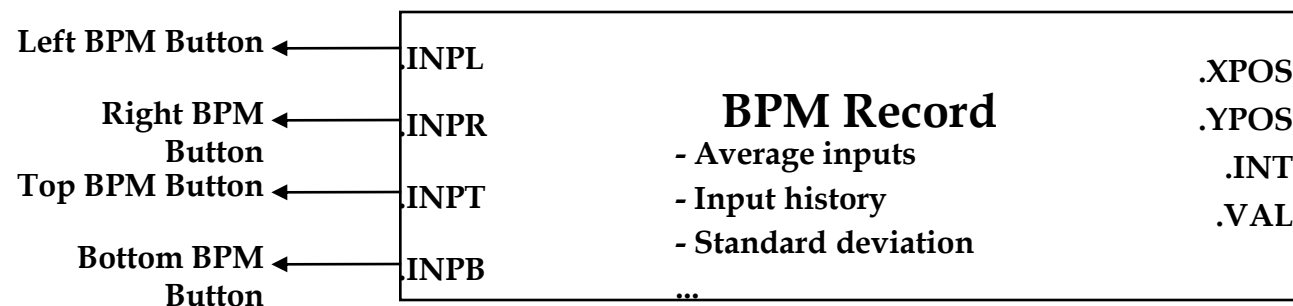 Left BPM Button
Right BPM
Button
Top BPM Button
Bottom BPM
Button
.INPL
.INPR
.INPT
.INPB
BPM Record
- Average inputs
- Input history
- Standard deviation
...
.XPOS
.YPOS
.INT
.VAL